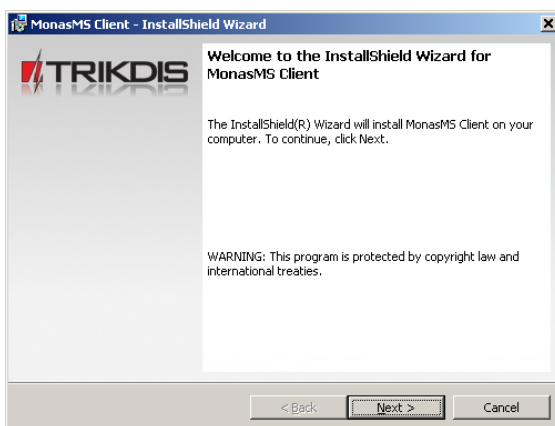 MonasMS Client - InstallShield Wizard
TRIKDIS
Welcome to the InstallShield Wizard for
MonasMS Client
The InstallShield(R) Wizard will install MonasMS Client on your
computer. To continue, click Next.
WARNING: This program is protected by copyright law and
international treaties.
< Back Next > Cancel